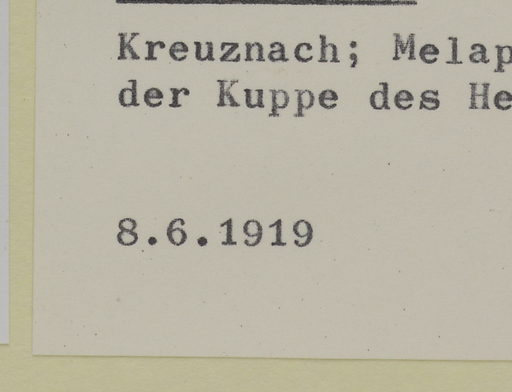 Kreuznach; Melap
der Kuppe des He
8.6.1919